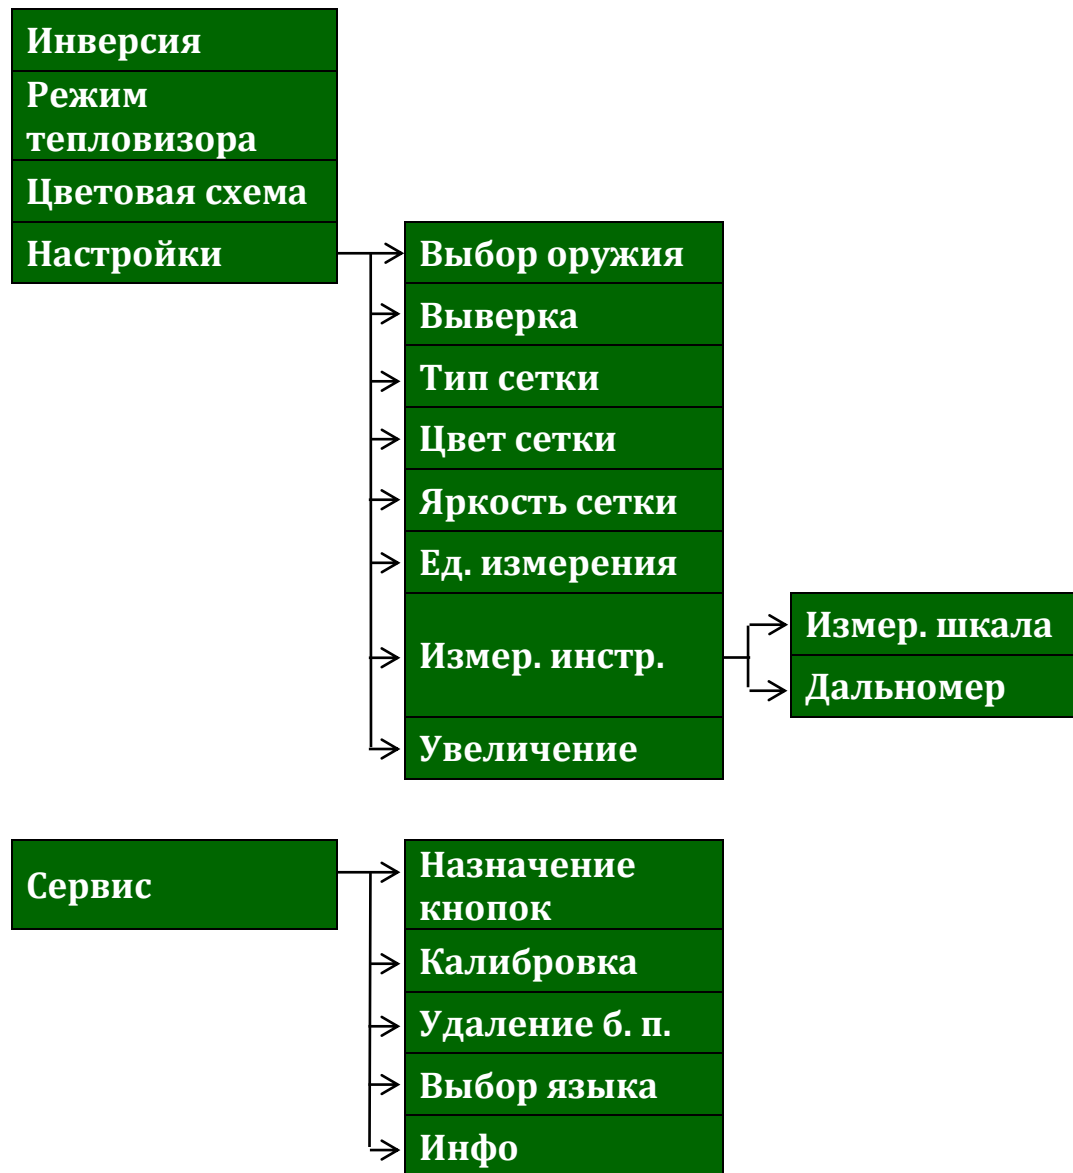 Инверсия
Режим
тепловизора
Цветовая схема
Настройки
Выбор оружия
Выверка
Тип сетки
Цвет сетки
Яркость сетки
Ед. измерения
Измер. инстр.
Измер. шкала
Дальномер
Увеличение
Сервис
Назначение
кнопок
Калибровка
Удаление б. п.
Выбор языка
Инфо